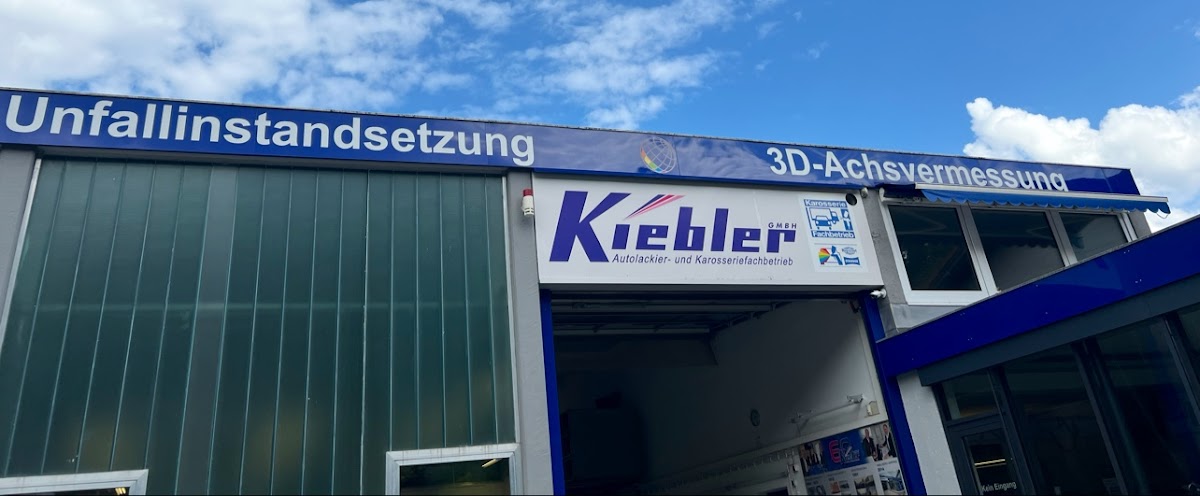 Unfallinstandsetzung
3D-Achsvermessung
Kiebler
GMBH
Autolackier- und Karosseriefachbetrieb
Karosserie
Fachbetrieb
Kein Eingang